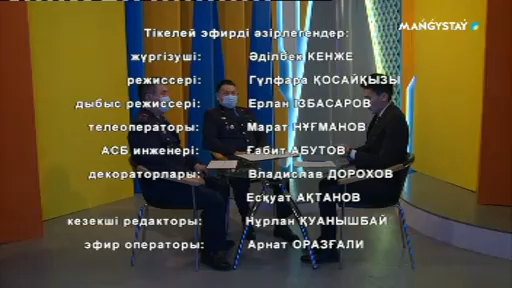 MAŃǴYSTAÝ
Тікелей эфирді әзірлегендер:
жүргізуші: Әділбек КЕНЖЕ
режиссері: Гүлфара ҚОСАЙҚЫЗЫ
дыбыс режиссері: Ерлан ІЗБАСАРОВ
телеоператоры: Марат НҰҒМАНОВ
АСБ инженері: Ғабит АБУТОВ
декораторлары: Владислав ДОРОХОВ
Есқуат АҚТАНОВ
кезекші редакторы: Нұрлан ҚУАНЫШБАЙ
эфир операторы: Арнат ОРАЗҒАЛИ